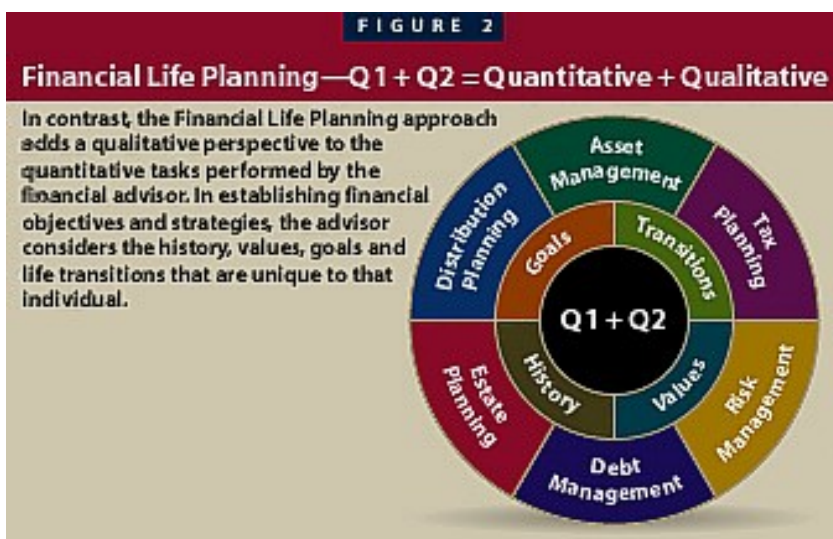 FIGURE 2
Financial Life Planning—Q1 + Q2 = Quantitative + Qualitative
In contrast, the Financial Life Planning approach
adds a qualitative perspective to the
quantitative tasks performed by the
financial advisor. In establishing financial
objectives and strategies, the advisor
considers the history, values, goals and
life transitions that are unique to that
individual.
Asset
Management
Tax
Planning
Risk
Management
Debt
Management
Estate
Planning
Distribution
Planning
Goals
Transitions
Values
History
Q1 + Q2